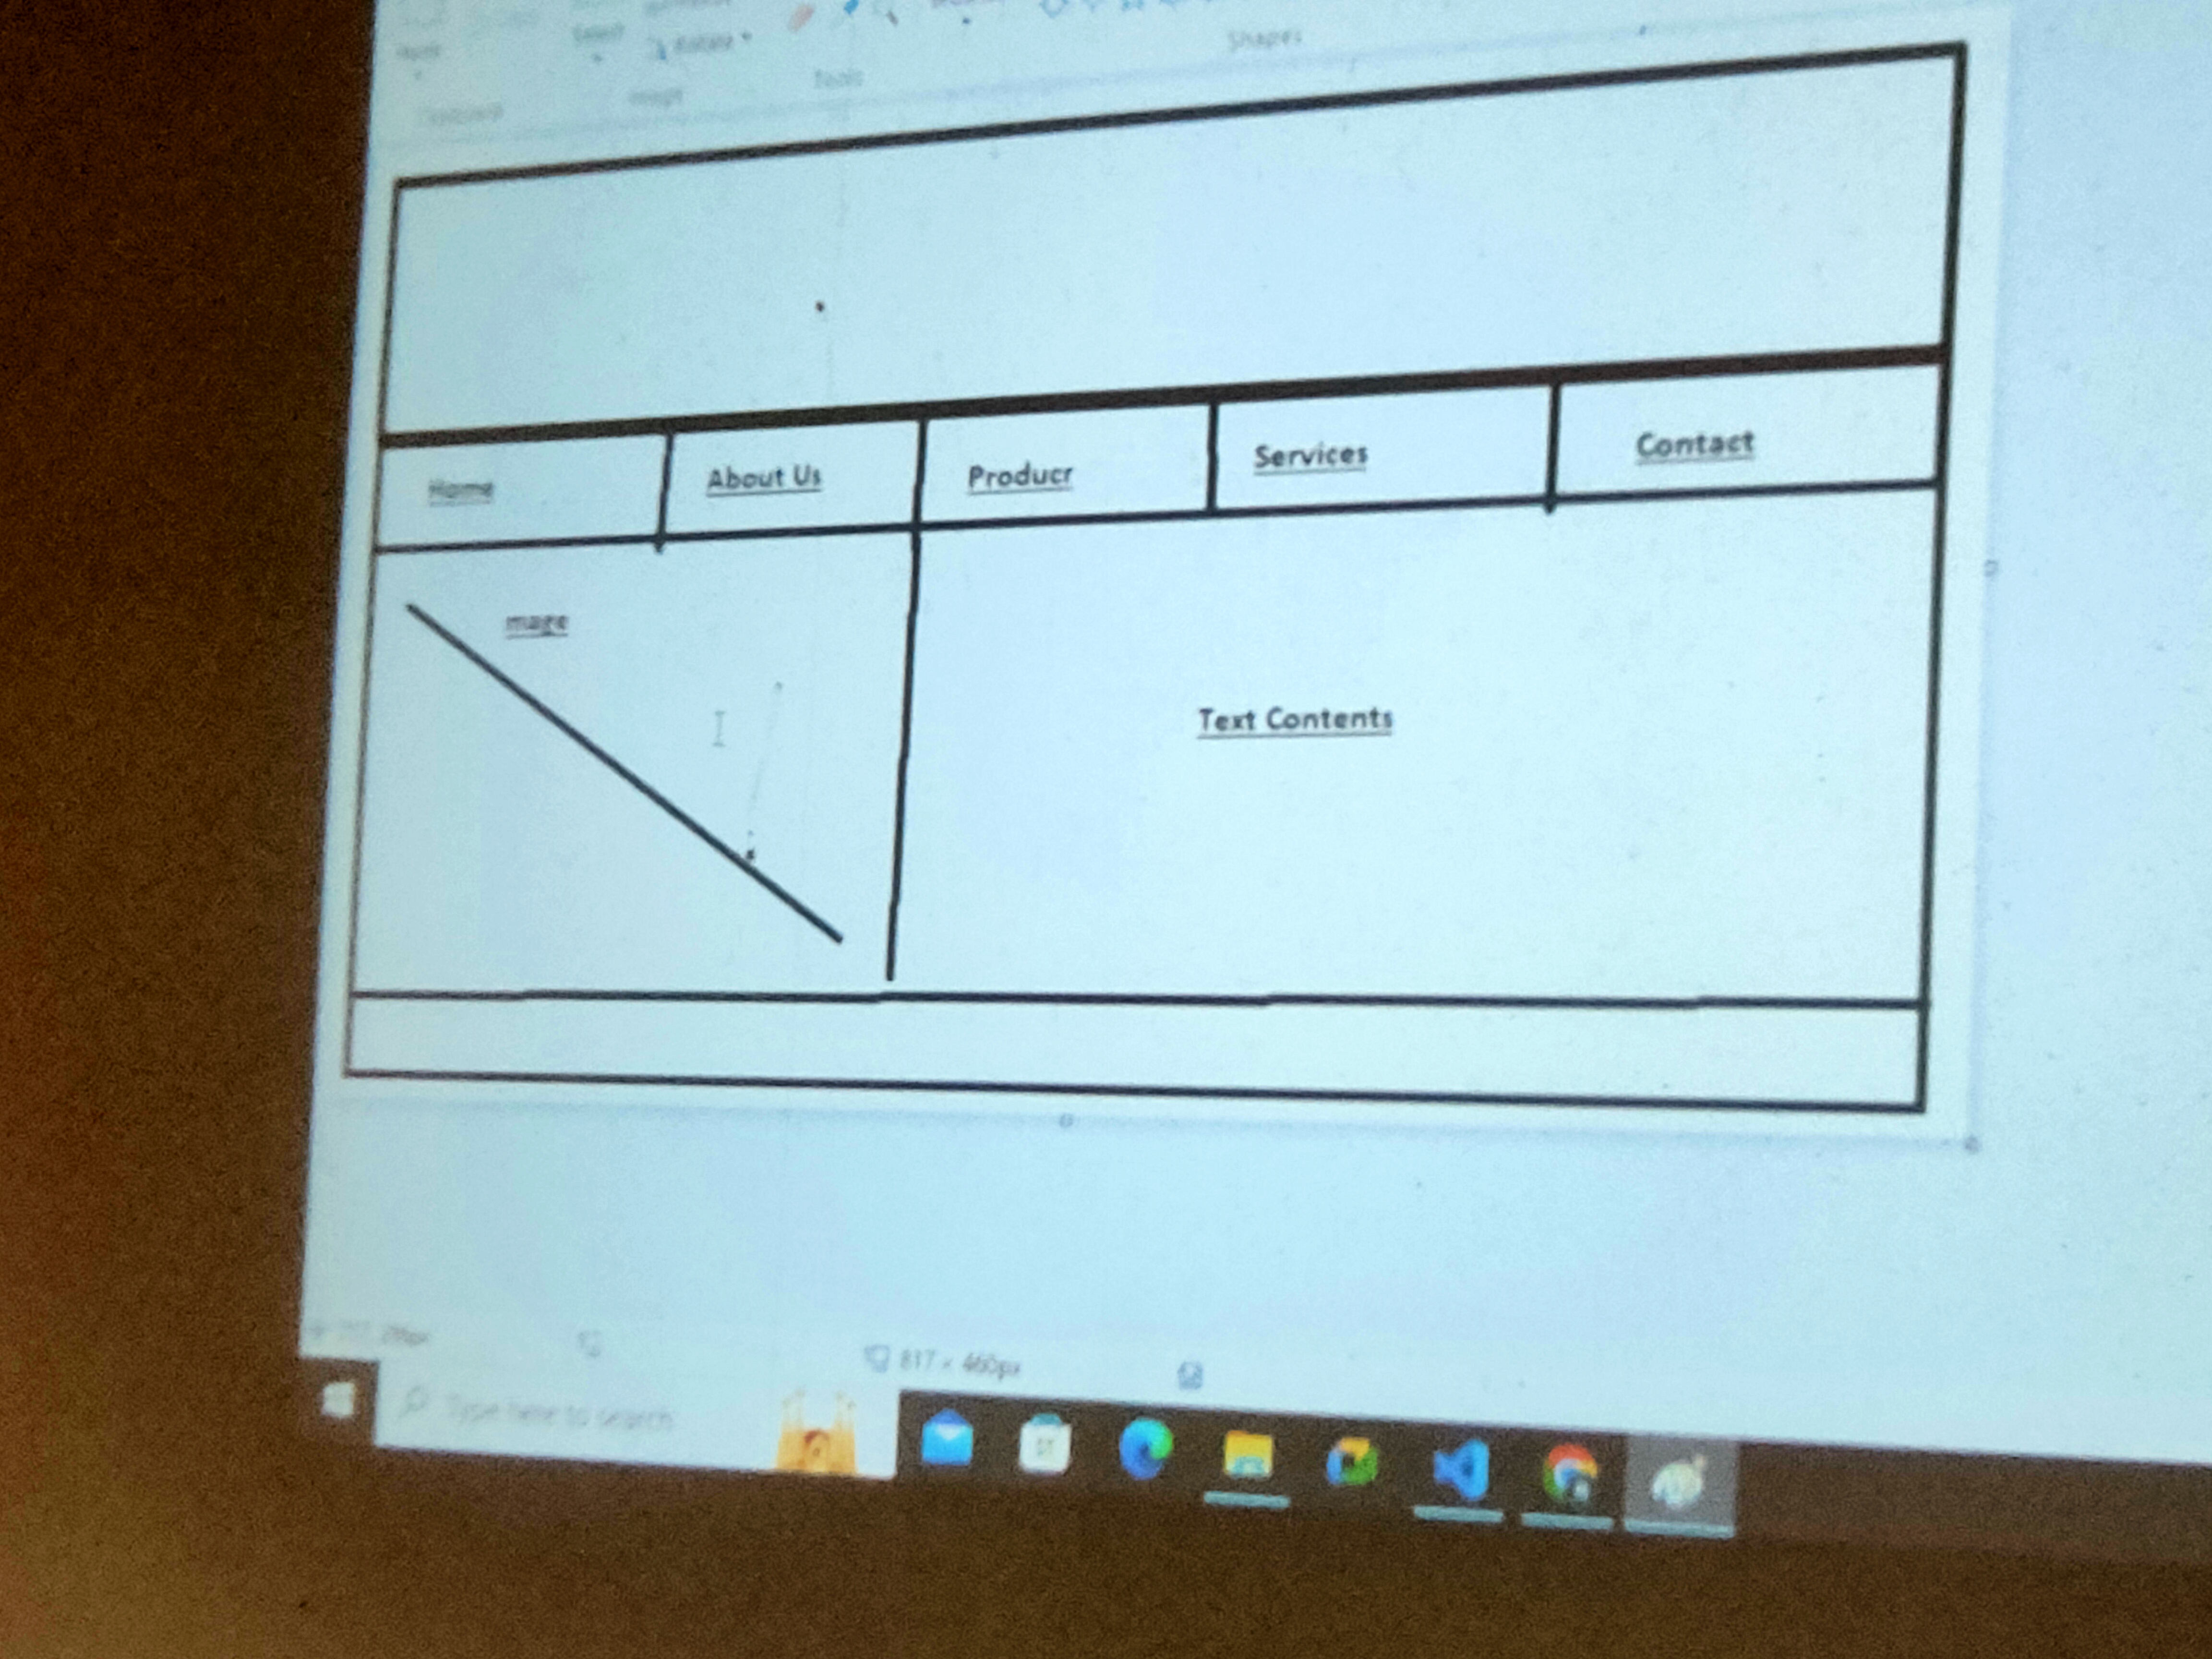 Select
Rotate
Image
Tools
Shapes
Home
About Us
Producr
Services
Contact
mage
Text Contents
817 × 460px
Type here to search